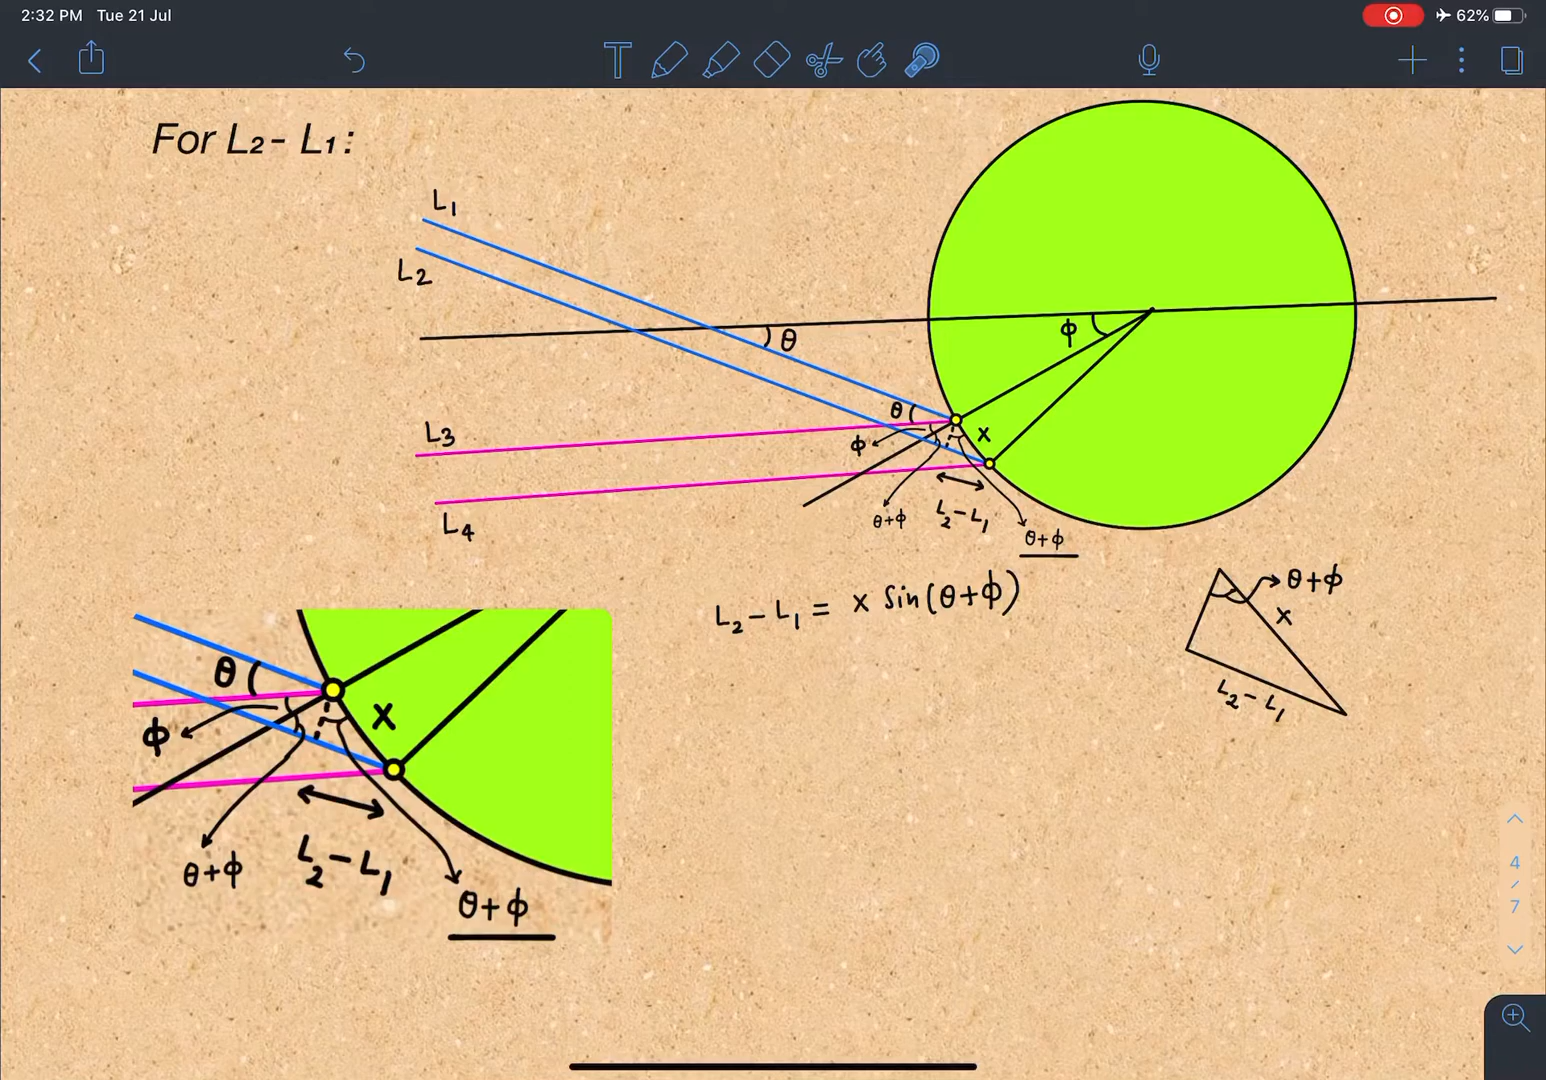 2:32 PM Tue 21 Jul
62%
For L₂- L₁:
L₁
L₂
θ
ϕ
L₃
θ
ϕ
x
L₄
θ+ϕ
L₂-L₁
θ+ϕ
L₂-L₁ = x Sin(θ+ϕ)
θ+ϕ
x
L₂-L₁
θ
ϕ
x
θ+ϕ
L₂-L₁
θ+ϕ
4
7